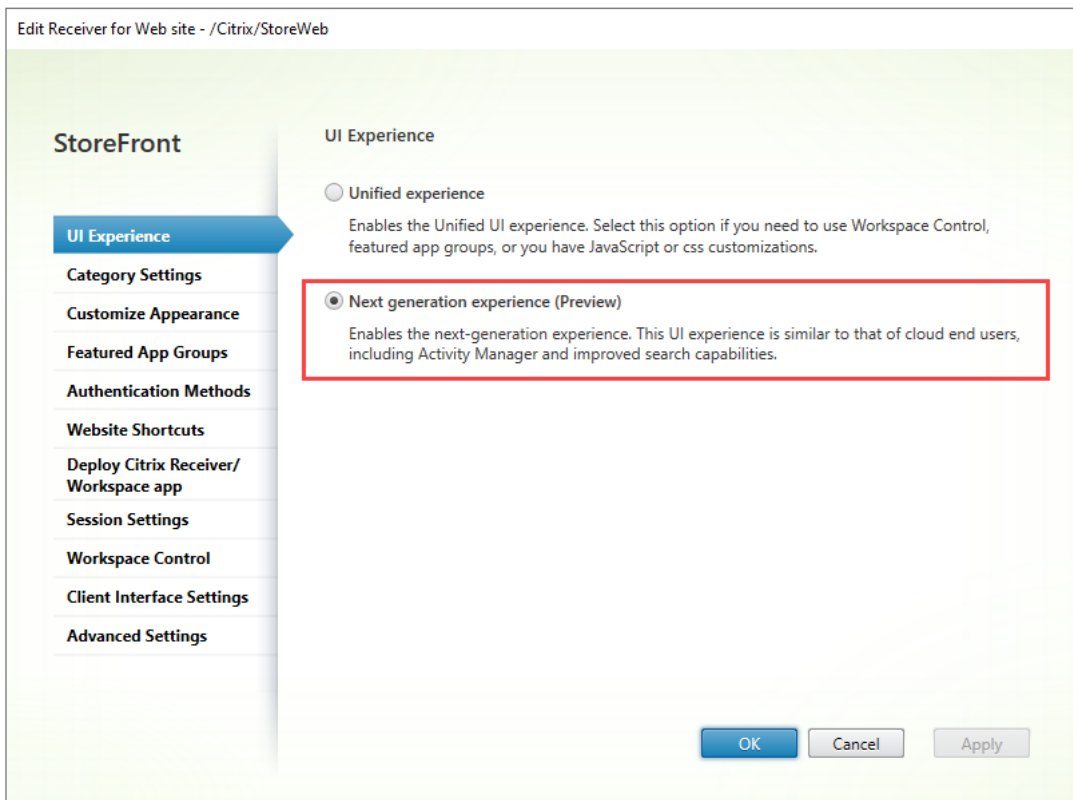 Edit Receiver for Web site - /Citrix/StoreWeb
StoreFront
UI Experience
Category Settings
Customize Appearance
Featured App Groups
Authentication Methods
Website Shortcuts
Deploy Citrix Receiver/
Workspace app
Session Settings
Workspace Control
Client Interface Settings
Advanced Settings
UI Experience
Unified experience
Enables the Unified UI experience. Select this option if you need to use Workspace Control,
featured app groups, or you have JavaScript or css customizations.
Next generation experience (Preview)
Enables the next-generation experience. This UI experience is similar to that of cloud end users,
including Activity Manager and improved search capabilities.
OK
Cancel
Apply